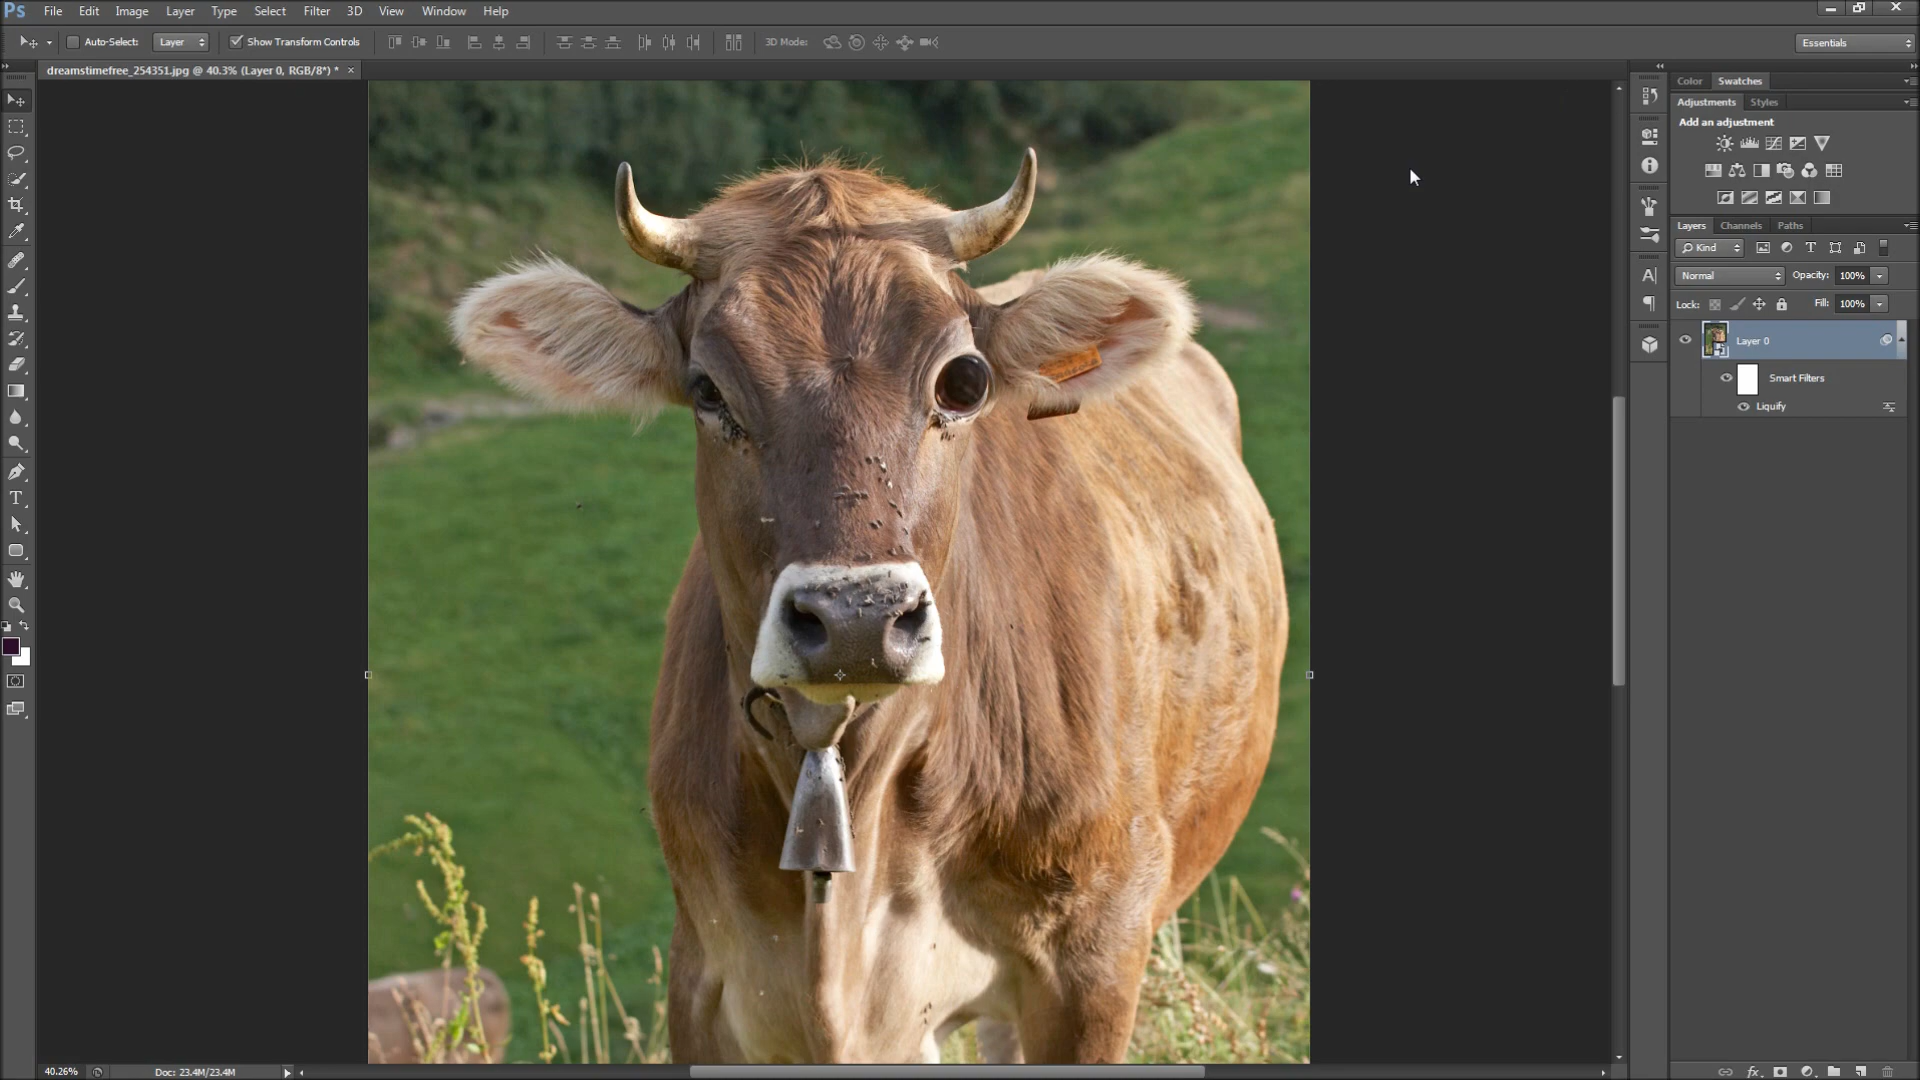 Ps File Edit Image Layer Type Select Filter 3D View Window Help
Auto-Select: Layer Show Transform Controls 3D Mode: Essentials
dreamstimefree_254351.jpg @ 40.3% (Layer 0, RGB/8*) * ×
Color Swatches
Adjustments Styles
Add an adjustment
Layers Channels Paths
Kind
Normal Opacity: 100%
Lock: Fill: 100%
Layer 0
Smart Filters
Liquify
40.26% Doc: 23.4M/23.4M